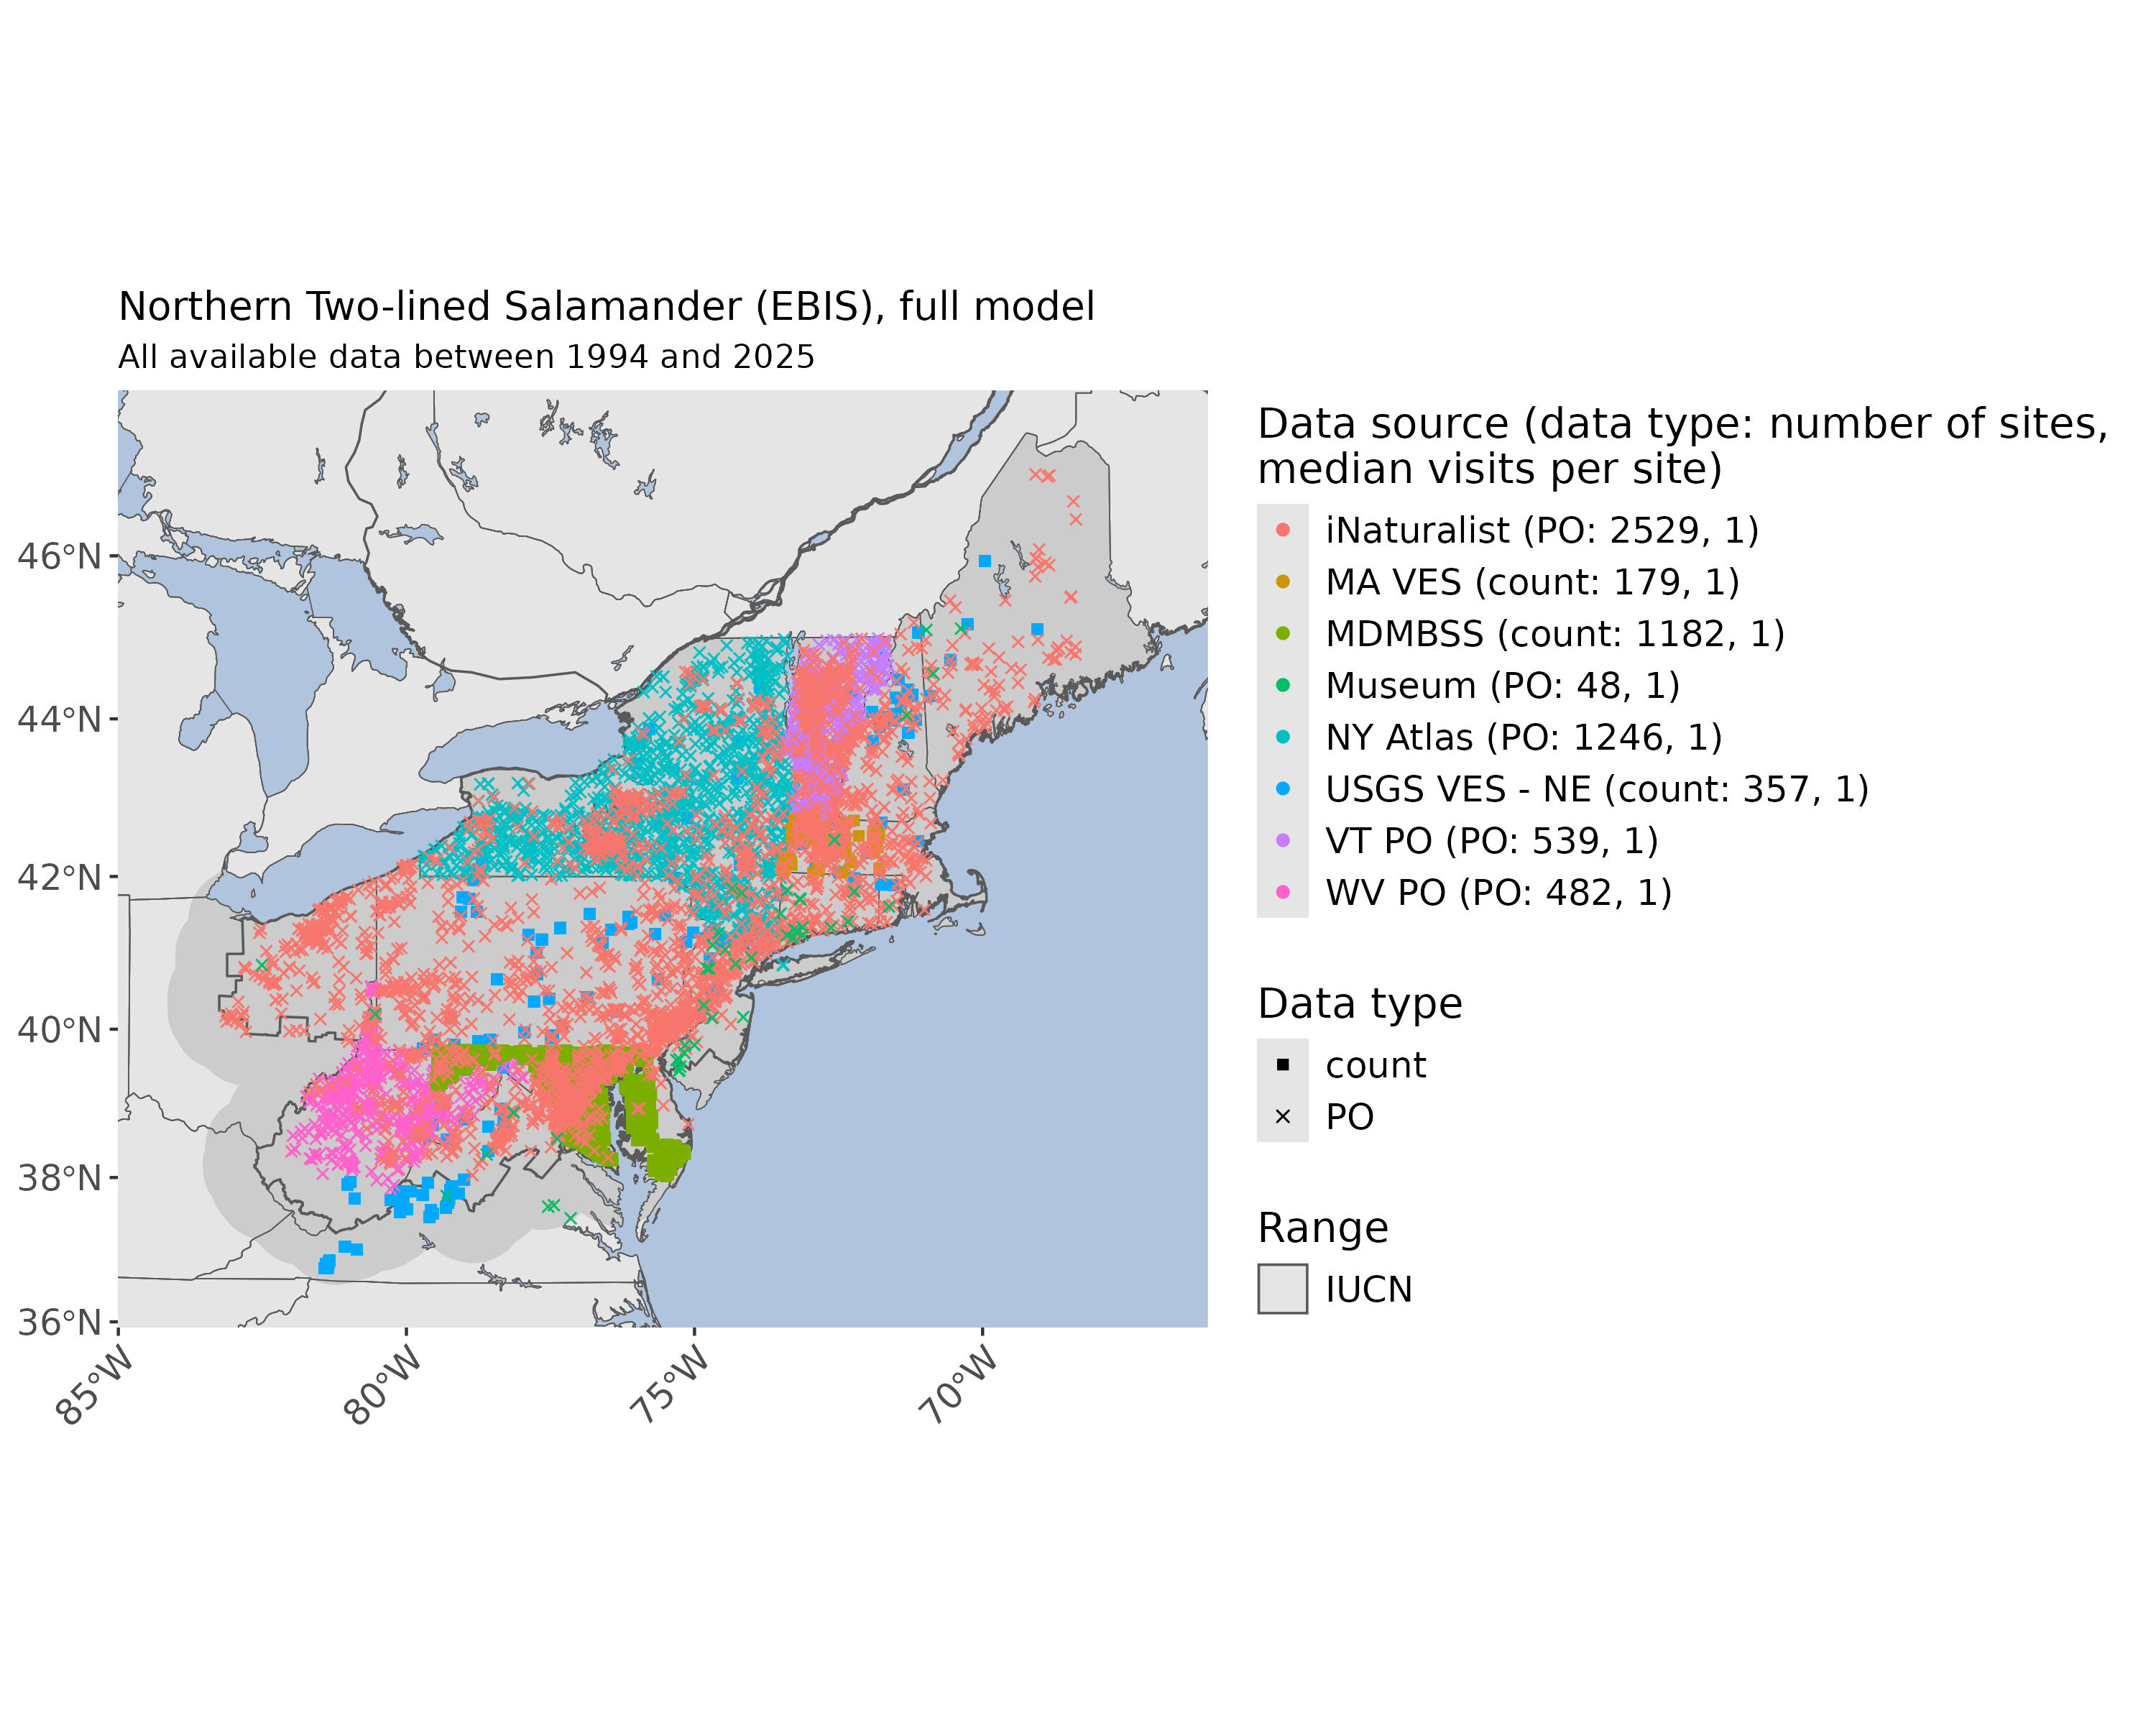 Northern Two-lined Salamander (EBIS), full model
All available data between 1994 and 2025
46°N
44°N
42°N
40°N
38°N
36°N
85°W
80°W
75°W
70°W
Data source (data type: number of sites,
median visits per site)
iNaturalist (PO: 2529, 1)
MA VES (count: 179, 1)
MDMBSS (count: 1182, 1)
Museum (PO: 48, 1)
NY Atlas (PO: 1246, 1)
USGS VES - NE (count: 357, 1)
VT PO (PO: 539, 1)
WV PO (PO: 482, 1)
Data type
count
PO
Range
IUCN